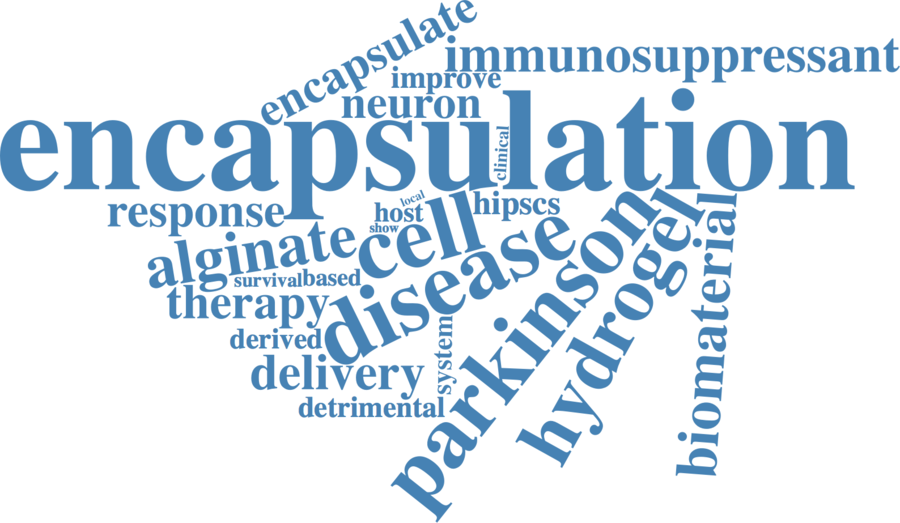 encapsulate
immunosuppressant
improve
neuron
encapsulation
clinical
local
response
host
hipscs
show
cell
alginate
disease
parkinson
hydrogel
biomaterial
survival
based
therapy
derived
system
delivery
detrimental